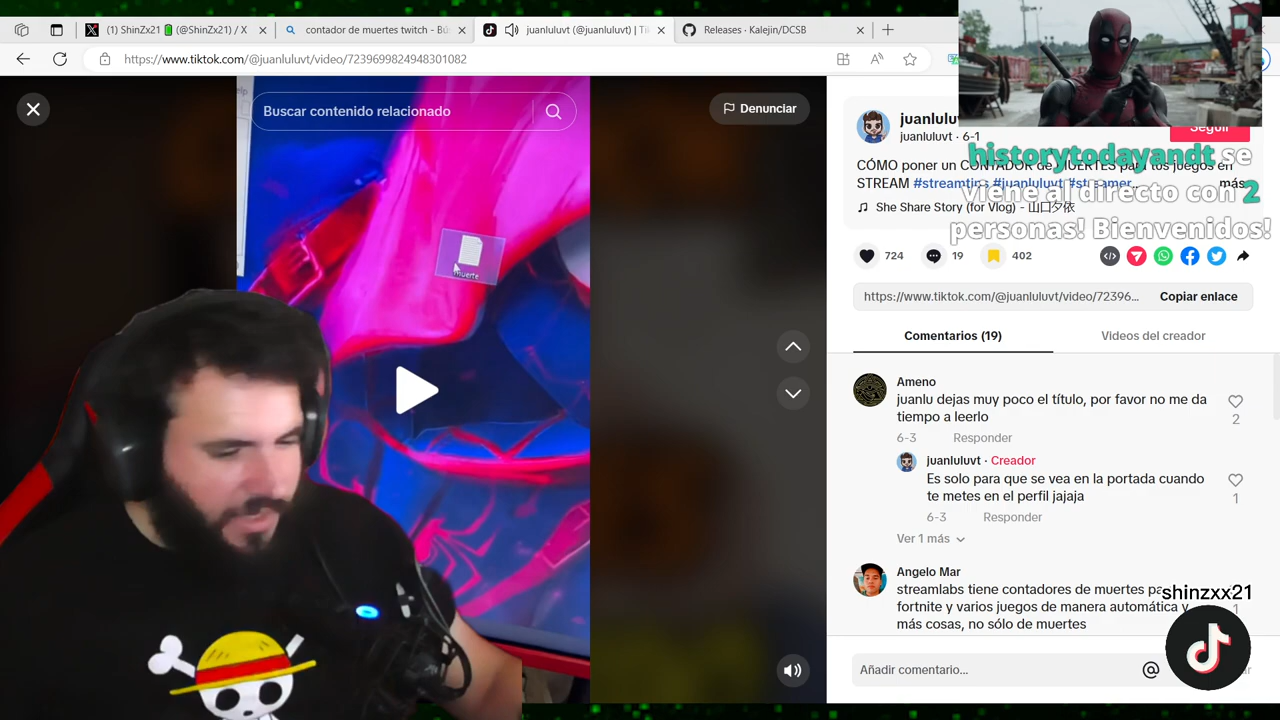 (1) ShinZx21 (@ShinZx21) / X
contador de muertes twitch - Bú
juanluluvt (@juanluluvt) | Ti
Releases · Kalejin/DCSB
https://www.tiktok.com/@juanluluvt/video/7239699824948301082
Buscar contenido relacionado
Denunciar
muerte
juanlulu
juanluluvt · 6-1
Seguir
CÓMO poner un CONTADOR de MUERTES para tus juegos en
STREAM #streamtips #juanluluvt #streamer... más
She Share Story (for Vlog) - 山口夕依
historytodayandt se
viene al directo con 2
personas! Bienvenidos!
724
19
402
https://www.tiktok.com/@juanluluvt/video/72396...
Copiar enlace
Comentarios (19)
Videos del creador
Ameno
juanlu dejas muy poco el título, por favor no me da
tiempo a leerlo
2
6-3
Responder
juanluluvt · Creador
Es solo para que se vea en la portada cuando
te metes en el perfil jajaja
1
6-3
Responder
Ver 1 más
Angelo Mar
streamlabs tiene contadores de muertes pa
fortnite y varios juegos de manera automática y
más cosas, no sólo de muertes
1
shinzxx21
Añadir comentario...